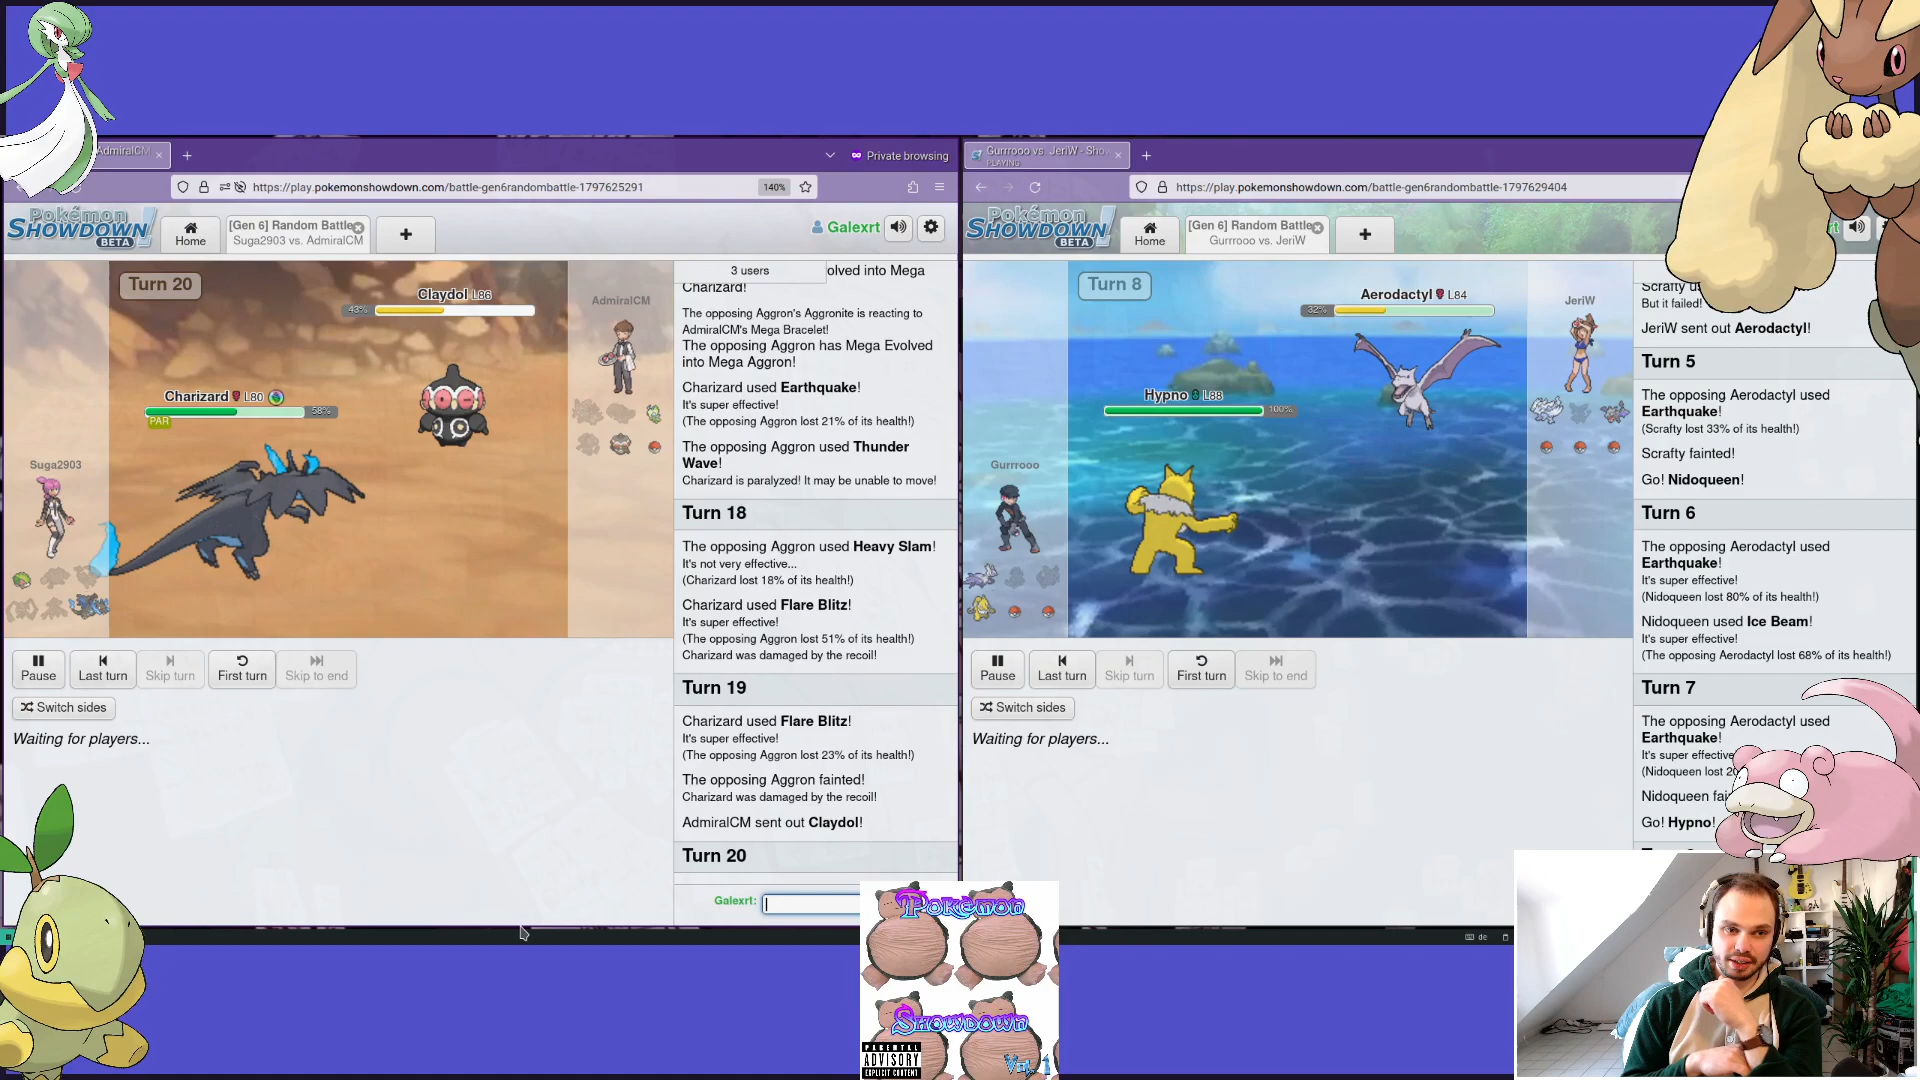 AdmiralCM
Private browsing
https://play.pokemonshowdown.com/battle-gen6randombattle-1797625291
140%
Pokémon
SHOWDOWN!
BETA
Home
[Gen 6] Random Battle
Suga2903 vs. AdmiralCM
Galexrt
Turn 20
Claydol L86
43%
Charizard L80
58%
PAR
AdmiralCM
Suga2903
3 users
olved into Mega
Charizard!
The opposing Aggron's Aggronite is reacting to
AdmiralCM's Mega Bracelet!
The opposing Aggron has Mega Evolved
into Mega Aggron!
Charizard used Earthquake!
It's super effective!
(The opposing Aggron lost 21% of its health!)
The opposing Aggron used Thunder
Wave!
Charizard is paralyzed! It may be unable to move!
Turn 18
The opposing Aggron used Heavy Slam!
It's not very effective...
(Charizard lost 18% of its health!)
Charizard used Flare Blitz!
It's super effective!
(The opposing Aggron lost 51% of its health!)
Charizard was damaged by the recoil!
Turn 19
Charizard used Flare Blitz!
It's super effective!
(The opposing Aggron lost 23% of its health!)
The opposing Aggron fainted!
Charizard was damaged by the recoil!
AdmiralCM sent out Claydol!
Turn 20
Galexrt:
Pause
Last turn
Skip turn
First turn
Skip to end
Switch sides
Waiting for players...
Gurrrooo vs. JeriW - Show
PLAYING
https://play.pokemonshowdown.com/battle-gen6randombattle-1797629404
Pokémon
SHOWDOWN!
BETA
Home
[Gen 6] Random Battle
Gurrrooo vs. JeriW
rt
Turn 8
Aerodactyl L84
32%
Hypno L88
100%
JeriW
Gurrrooo
Scrafty u
But it failed!
JeriW sent out Aerodactyl!
Turn 5
The opposing Aerodactyl used
Earthquake!
(Scrafty lost 33% of its health!)
Scrafty fainted!
Go! Nidoqueen!
Turn 6
The opposing Aerodactyl used
Earthquake!
It's super effective!
(Nidoqueen lost 80% of its health!)
Nidoqueen used Ice Beam!
It's super effective!
(The opposing Aerodactyl lost 68% of its health!)
Turn 7
The opposing Aerodactyl used
Earthquake!
It's super effective
(Nidoqueen lost 20
Nidoqueen fai
Go! Hypno!
Pause
Last turn
Skip turn
First turn
Skip to end
Switch sides
Waiting for players...
de
Pokémon
Showdown
Vol. 1
PARENTAL
ADVISORY
EXPLICIT CONTENT